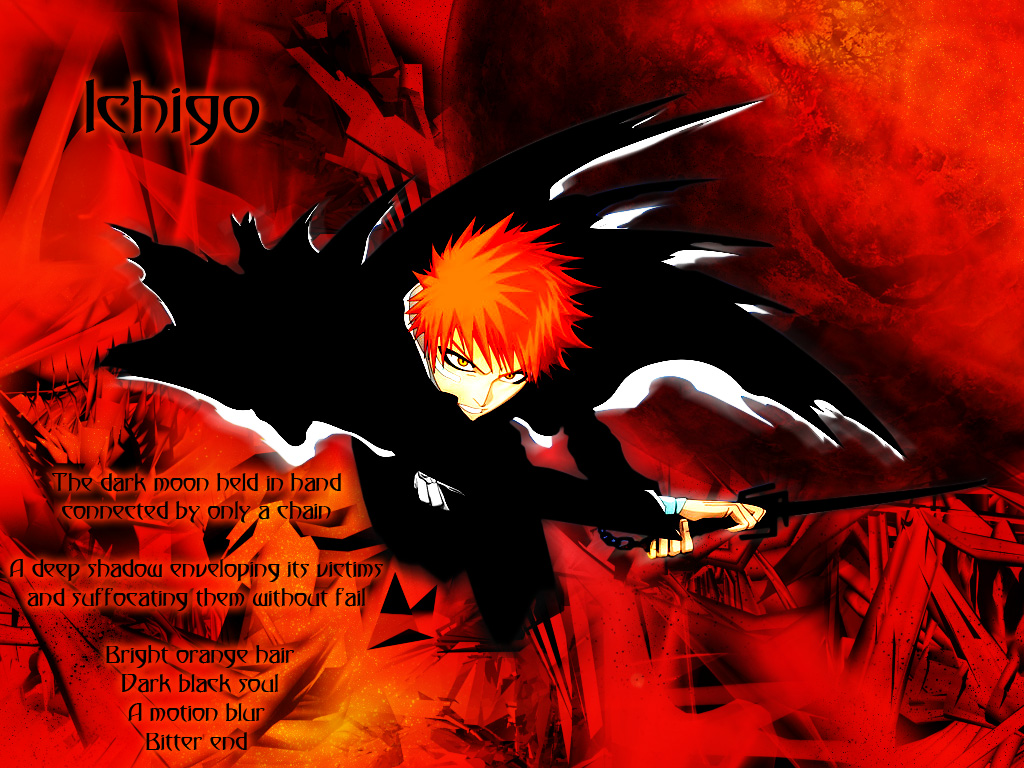 Ichigo
The dark moon held in hand
connected by only a chain
A deep shadow enveloping its victims
and suffocating them without fail
Bright orange hair
Dark black soul
A motion blur
Bitter end